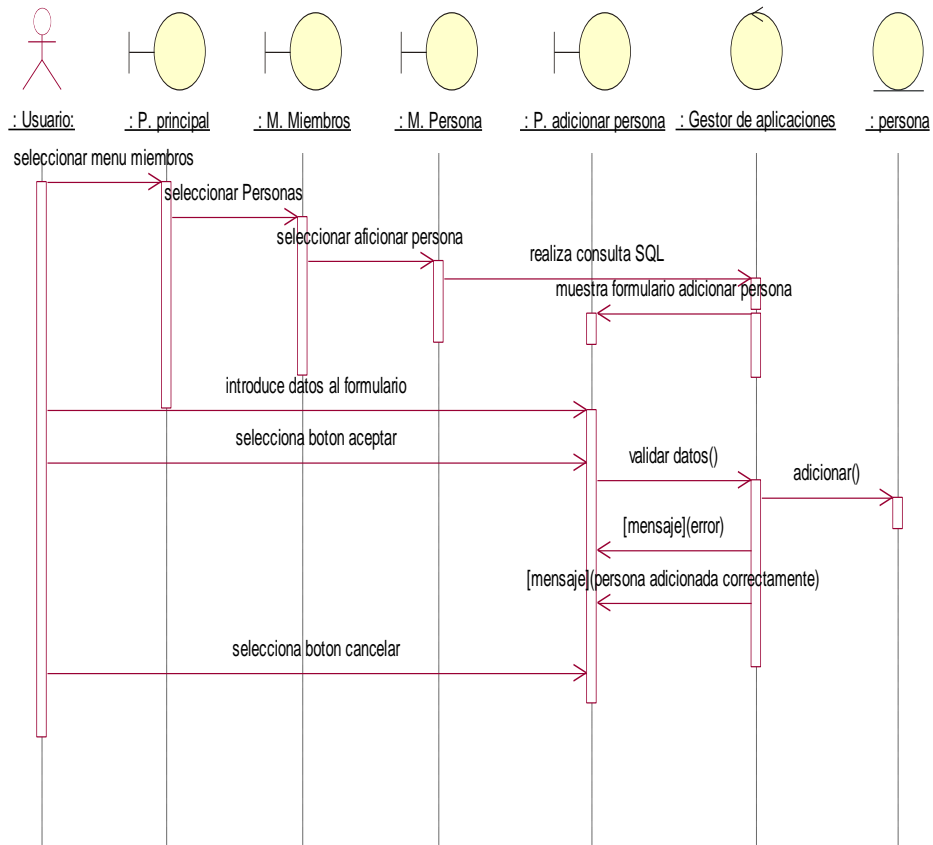 : Usuario:
: P. principal
: M. Miembros
: M. Persona
: P. adicionar persona
: Gestor de aplicaciones
: persona
seleccionar menu miembros
seleccionar Personas
seleccionar aficionar persona
realiza consulta SQL
muestra formulario adicionar persona
introduce datos al formulario
selecciona boton aceptar
validar datos()
adicionar()
[mensaje](error)
[mensaje](persona adicionada correctamente)
selecciona boton cancelar